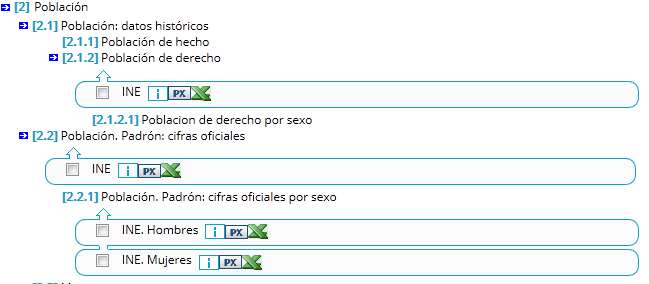 [2] Población
[2.1] Población: datos históricos
[2.1.1] Población de hecho
[2.1.2] Población de derecho
INE i PX
[2.1.2.1] Poblacion de derecho por sexo
[2.2] Población. Padrón: cifras oficiales
INE i PX
[2.2.1] Población. Padrón: cifras oficiales por sexo
INE. Hombres i PX
INE. Mujeres i PX